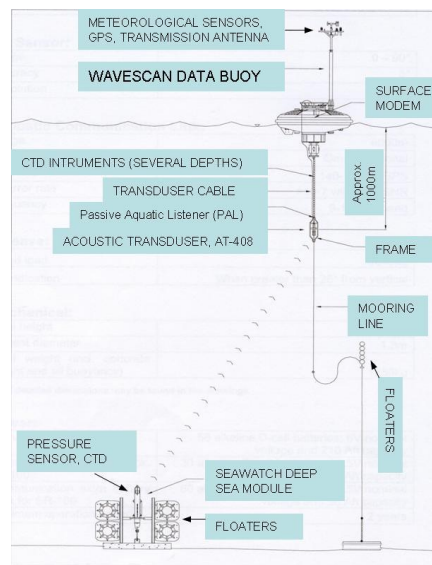 METEOROLOGICAL SENSORS,
GPS, TRANSMISSION ANTENNA
WAVESCAN DATA BUOY
SURFACE
MODEM
CTD INTRUMENTS (SEVERAL DEPTHS)
TRANSDUSER CABLE
Approx.
1000m
Passive Aquatic Listener (PAL)
ACOUSTIC TRANSDUSER, AT-408
FRAME
MOORING
LINE
FLOATERS
PRESSURE
SENSOR, CTD
SEAWATCH DEEP
SEA MODULE
FLOATERS